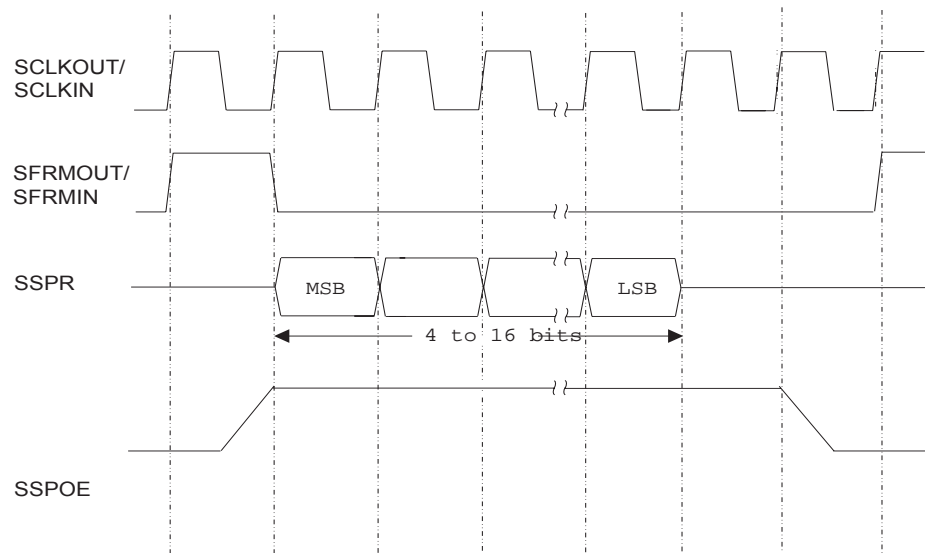 SCLKOUT/
SCLKIN
SFRMOUT/
SFRMIN
SSPR
MSB
LSB
4 to 16 bits
SSPOE